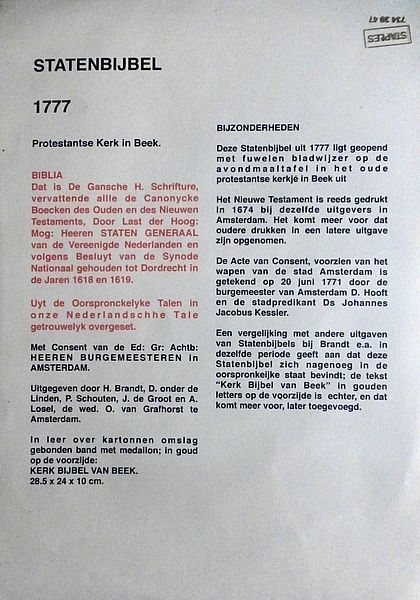 STATENBIJBEL
1777
Protestantse Kerk in Beek.
BIBLIA
Dat is De Gansche H. Schrifture,
vervattende allle de Canonycke
Boecken des Ouden en des Nieuwen
Testaments, Door Last der Hoog:
Mog: Heeren STATEN GENERAAL
van de Vereenigde Nederlanden en
volgens Besluyt van de Synode
Nationaal gehouden tot Dordrecht in
de Jaren 1618 en 1619.
Uyt de Oorspronckelyke Talen in
onze Nederlandschhe Tale
getrouwelyk overgeset.
Met Consent van de Ed: Gr: Achtb:
HEEREN BURGEMEESTEREN in
AMSTERDAM.
Uitgegeven door H. Brandt, D. onder de
Linden, P. Schouten, J. de Groot en A.
Losel, de wed. O. van Grafhorst te
Amsterdam.
In leer over kartonnen omslag
gebonden band met medailon; in goud
op de voorzijde:
KERK BIJBEL VAN BEEK.
28.5 x 24 x 10 cm.
BIJZONDERHEDEN
Deze Statenbijbel uit 1777 ligt geopend
met fuwelen bladwijzer op de
avondmaaltafel in het oude
protestantse kerkje in Beek uit
Het Nieuwe Testament is reeds gedrukt
in 1674 bij dezelfde uitgevers in
Amsterdam. Het komt meer voor dat
oudere drukken in een latere uitgave
zijn opgenomen.
De Acte van Consent, voorzien van het
wapen van de stad Amsterdam is
getekend op 20 juni 1771 door de
burgemeester van Amsterdam D. Hooft
en de stadpredikant Ds Johannes
Jacobus Kessler.
Een vergelijking met andere uitgaven
van Statenbijbels bij Brandt e.a. in
dezelfde periode geeft aan dat deze
Statenbijbel zich nagenoeg in de
oorspronkelijke staat bevindt; de tekst
"Kerk Bijbel van Beek" in gouden
letters op de voorzijde is echter, en dat
komt meer voor, later toegevoegd.
STAPLES
734 39 47